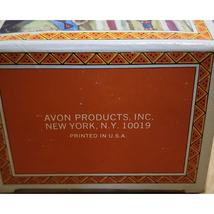 AVON PRODUCTS, INC.
NEW YORK, N.Y. 10019
PRINTED IN U.S.A.